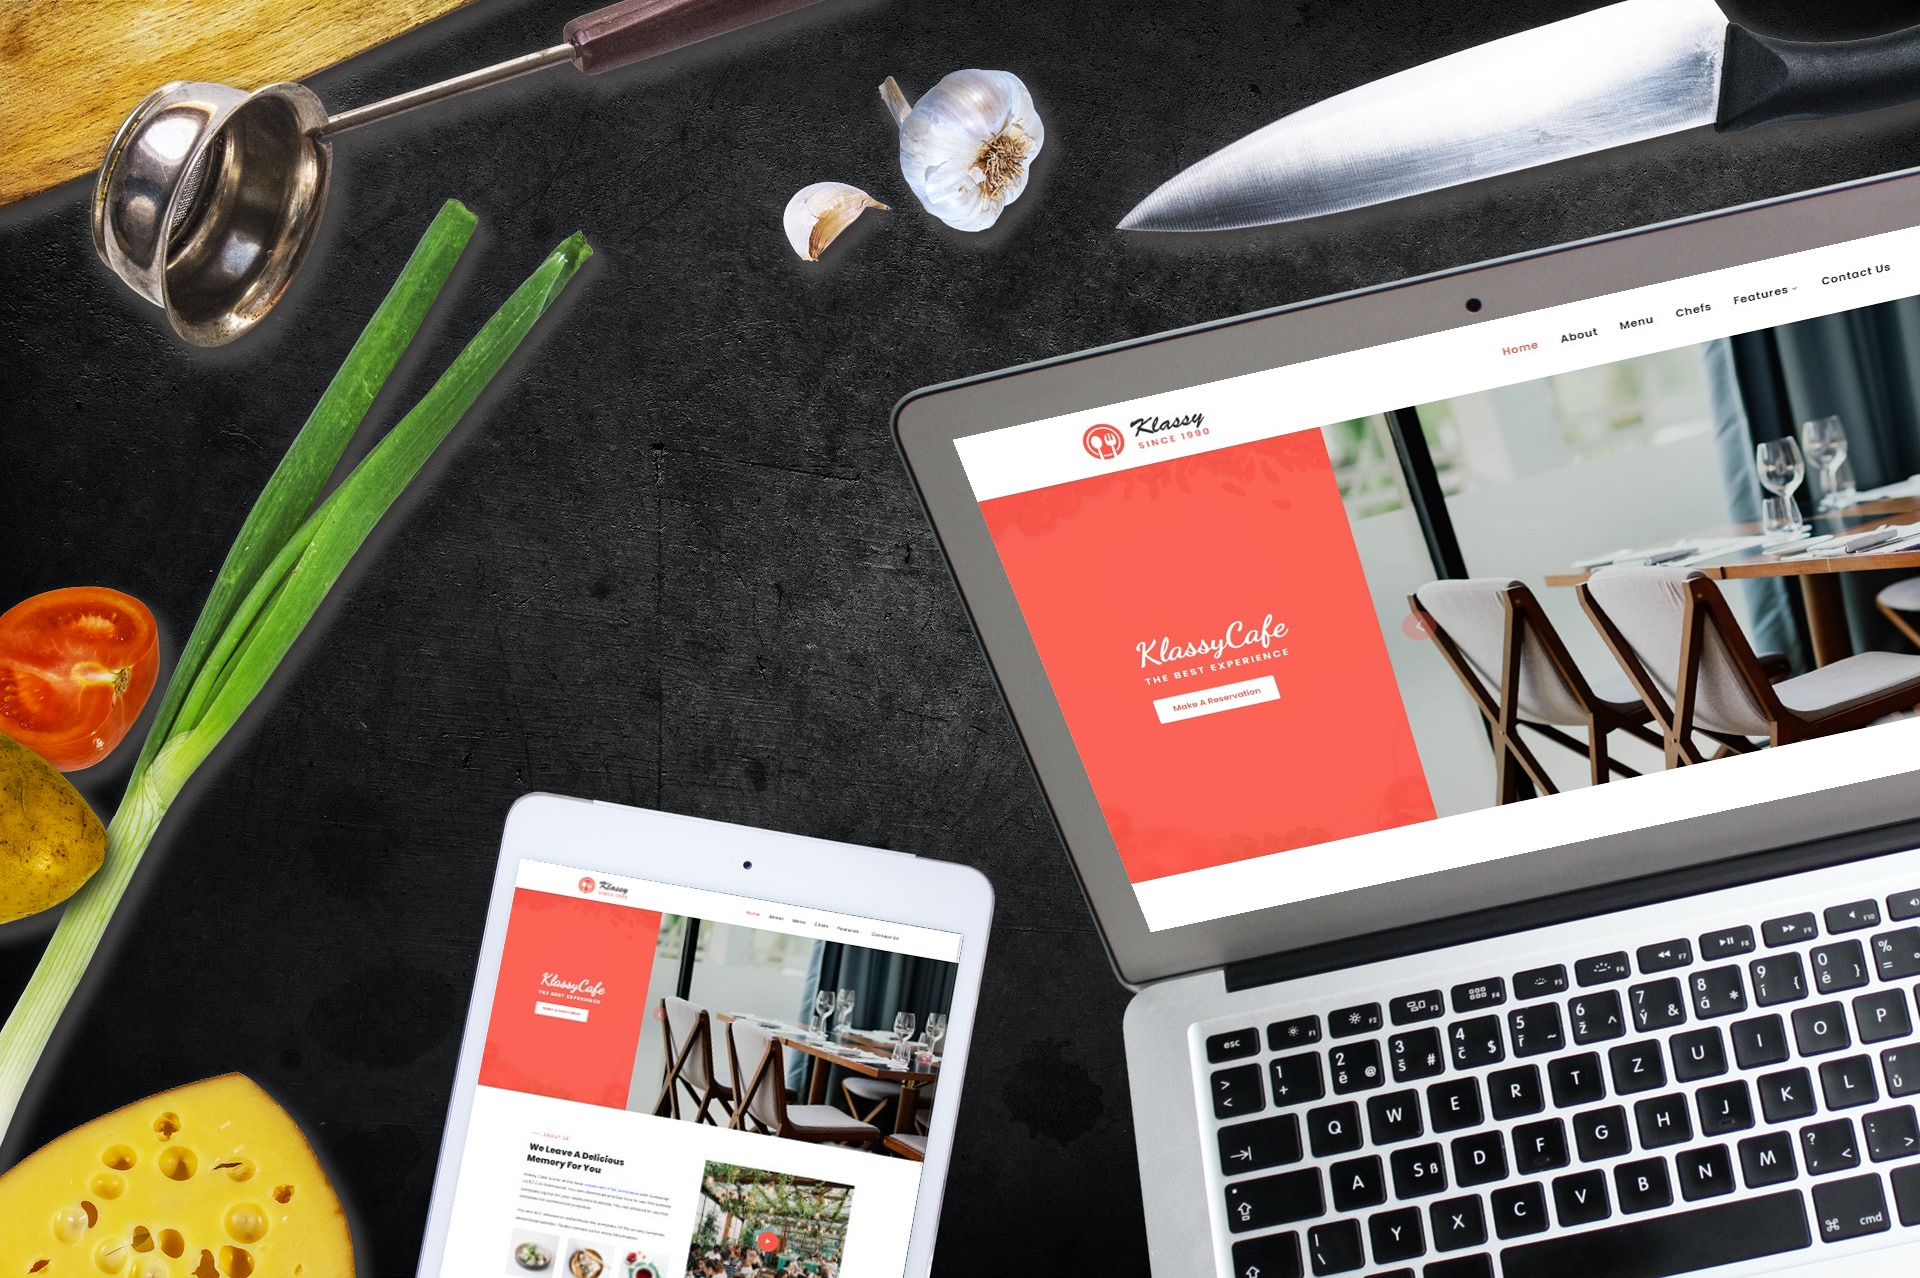 Home About Menu Chefs Features Contact Us
Klassy
SINCE 1990
KlassyCafe
THE BEST EXPERIENCE
Make A Reservation
Klassy
SINCE 1990
Home About Menu Chefs Features Contact Us
KlassyCafe
THE BEST EXPERIENCE
Make A Reservation
ABOUT US
We Leave A Delicious
Memory For You
esc F1 F2 F3 F4 F5 F6 F7 F8 F9 F10
> < 1 + 2 ě @ 3 š # 4 č $ 5 ř ~ 6 ž ^ 7 ý & 8 á * 9 í { 0 é } % =
Q W E R T Z U I O P
A S ß D F G H J K L ů "
| \ Y X C V B N M ? , < : . >
⌘ cmd